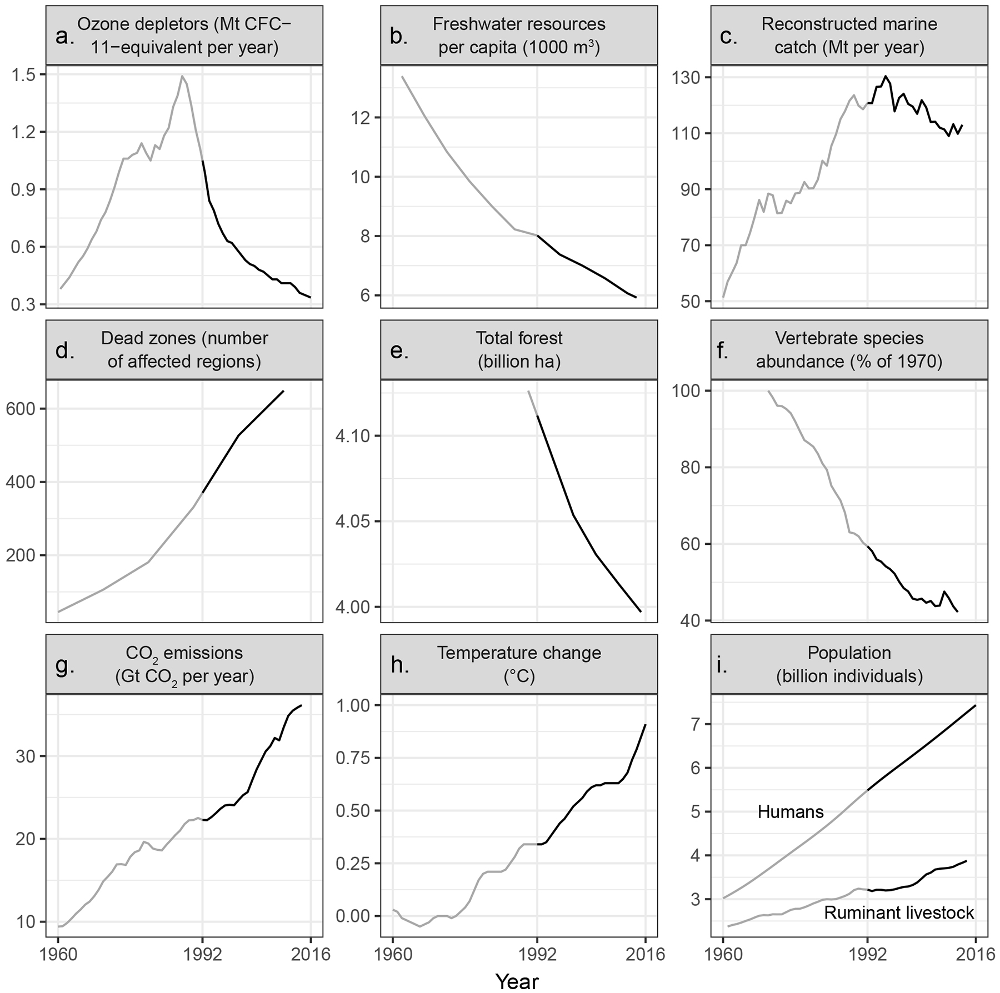 a.
Ozone depletors (Mt CFC−
11−equivalent per year)
b.
Freshwater resources
per capita (1000 m³)
c.
Reconstructed marine
catch (Mt per year)
1.5
1.2
0.9
0.6
0.3
12
10
8
6
130
110
90
70
50
d.
Dead zones (number
of affected regions)
e.
Total forest
(billion ha)
f.
Vertebrate species
abundance (% of 1970)
600
400
200
4.10
4.05
4.00
100
80
60
40
g.
CO₂ emissions
(Gt CO₂ per year)
h.
Temperature change
(°C)
i.
Population
(billion individuals)
30
20
10
1.00
0.75
0.50
0.25
0.00
7
6
5
4
3
Humans
Ruminant livestock
1960 1992 2016
1960 1992 2016
1960 1992 2016
Year